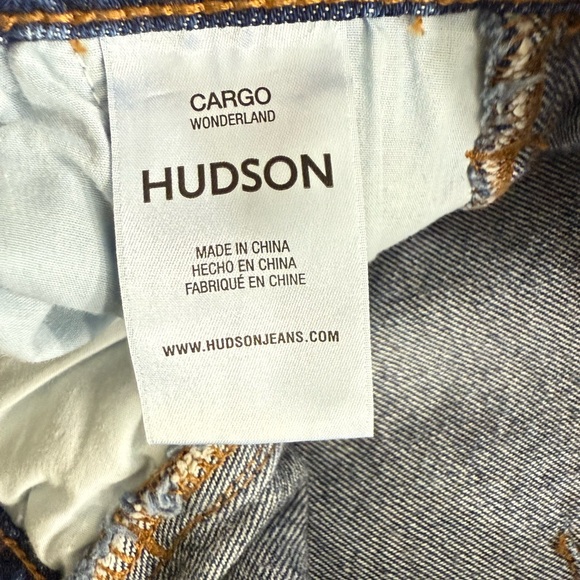 CARGO
WONDERLAND
HUDSON
MADE IN CHINA
HECHO EN CHINA
FABRIQUÉ EN CHINE
WWW.HUDSONJEANS.COM